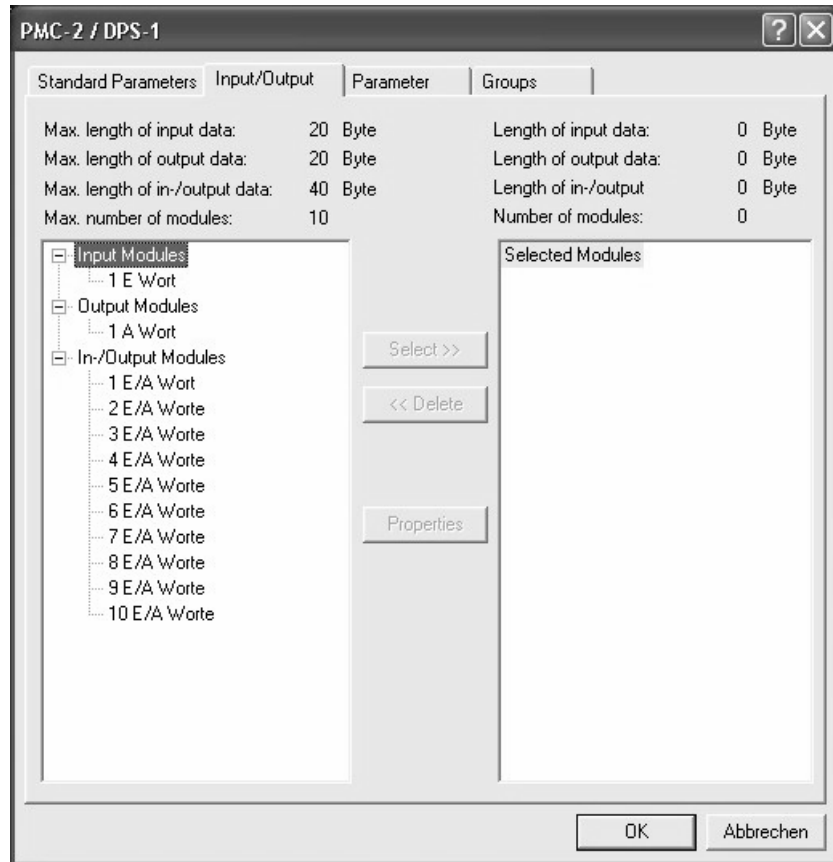 PMC-2 / DPS-1
Standard Parameters Input/Output Parameter Groups
Max. length of input data: 20 Byte Length of input data: 0 Byte
Max. length of output data: 20 Byte Length of output data: 0 Byte
Max. length of in-/output data: 40 Byte Length of in-/output 0 Byte
Max. number of modules: 10 Number of modules: 0
Input Modules
1 E Wort
Output Modules
1 A Wort
In-/Output Modules
1 E/A Wort
2 E/A Worte
3 E/A Worte
4 E/A Worte
5 E/A Worte
6 E/A Worte
7 E/A Worte
8 E/A Worte
9 E/A Worte
10 E/A Worte
Select >>
<< Delete
Properties
Selected Modules
OK Abbrechen